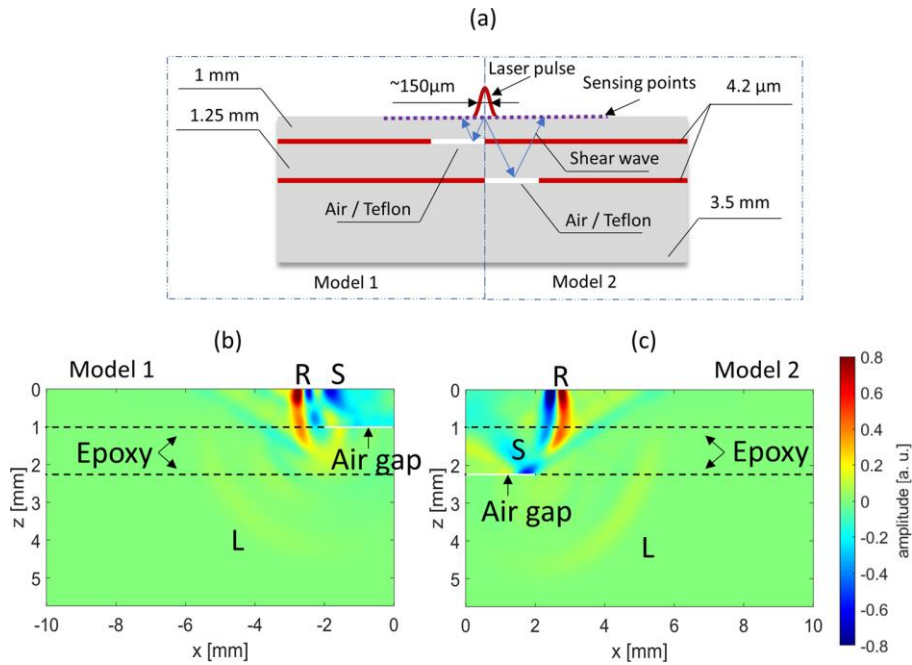 (a)
Laser pulse
~150µm
Sensing points
1 mm
4.2 µm
1.25 mm
Shear wave
Air / Teflon
Air / Teflon
3.5 mm
Model 1
Model 2
(b)
(c)
Model 1
R
S
R
Model 2
0
1
2
3
4
5
z [mm]
Epoxy
Air gap
L
-10
-8
-6
-4
-2
0
x [mm]
0
1
2
3
4
5
z [mm]
S
Epoxy
Air gap
L
0
2
4
6
8
10
x [mm]
0.8
0.6
0.4
0.2
0
-0.2
-0.4
-0.6
-0.8
amplitude [a. u.]